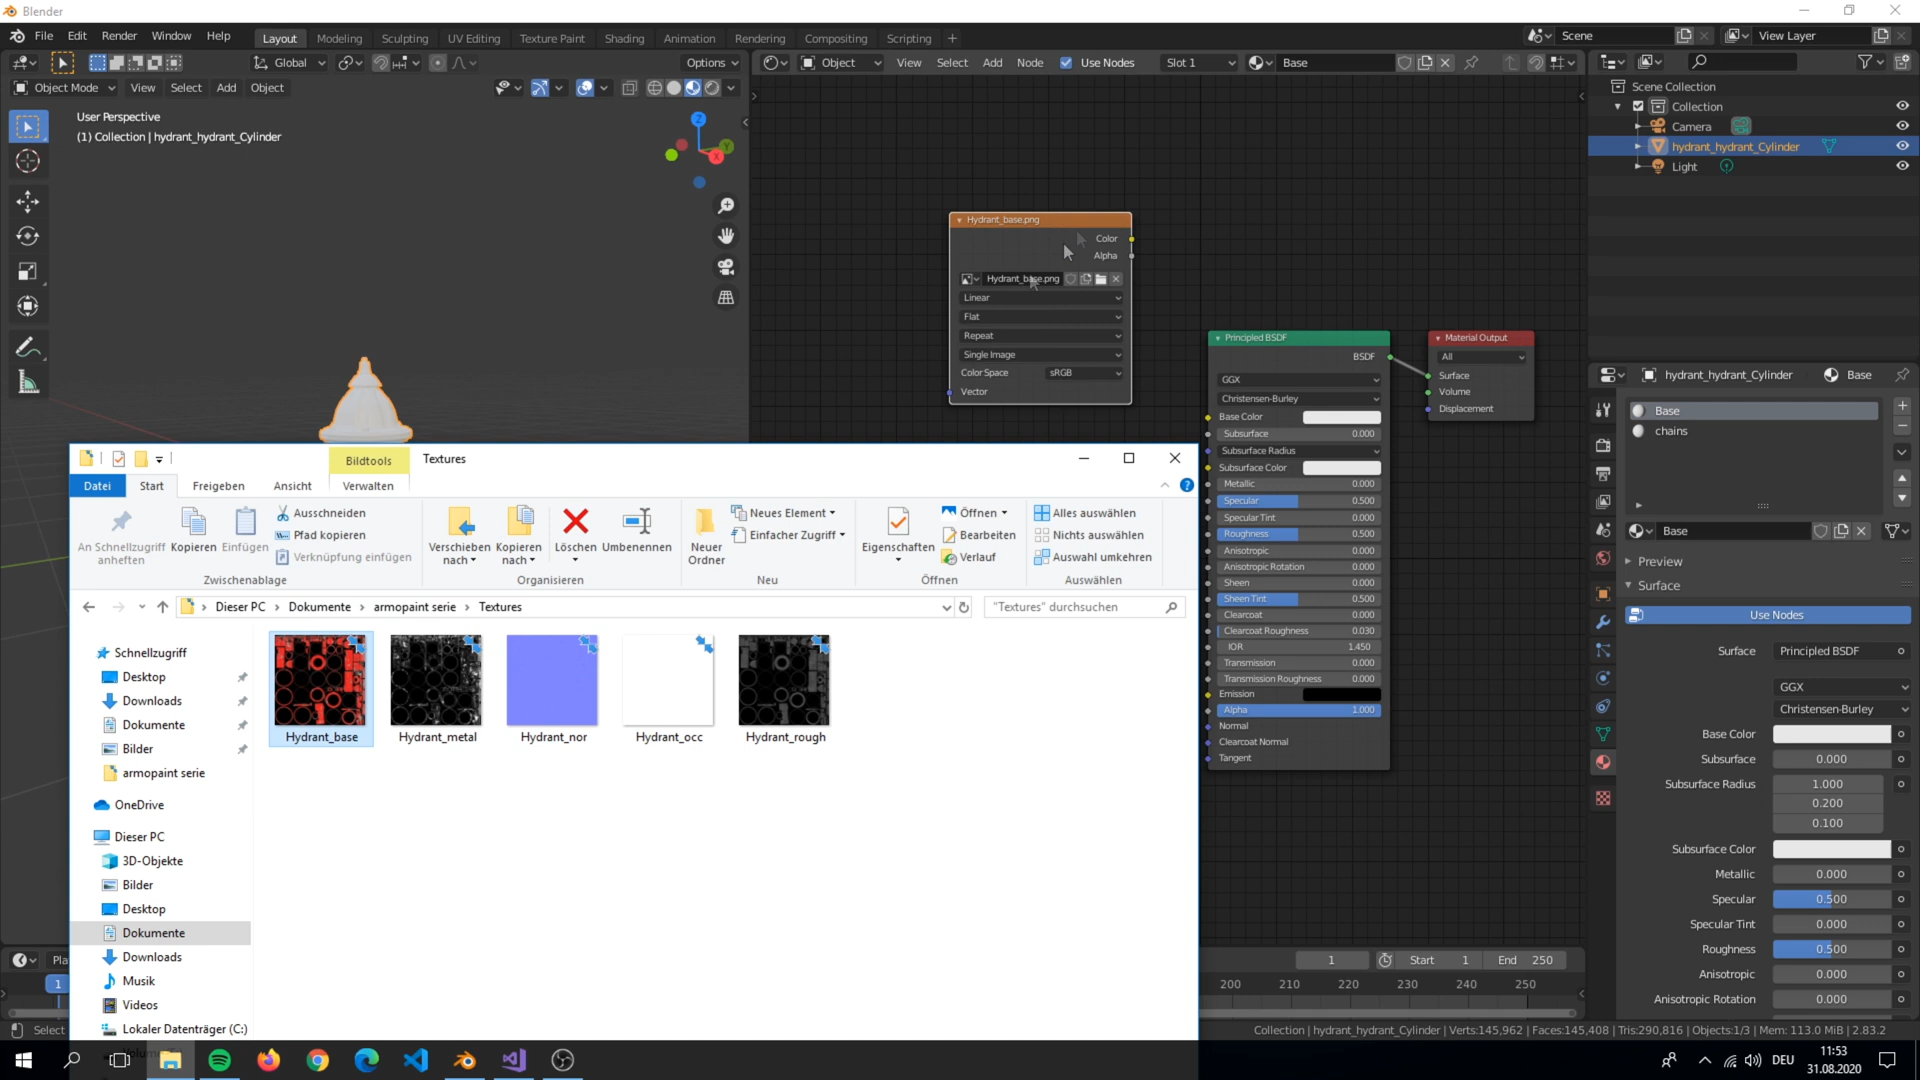 Blender
File Edit Render Window Help
Layout Modeling Sculpting UV Editing Texture Paint Shading Animation Rendering Compositing Scripting +
Scene
View Layer
Global
Options
Object
View Select Add Node Use Nodes
Slot 1
Base
Object Mode View Select Add Object
User Perspective
(1) Collection | hydrant_hydrant_Cylinder
Z
Y
X
Scene Collection
Collection
Camera
hydrant_hydrant_Cylinder
Light
Hydrant_base.png
Color
Alpha
Hydrant_base.png
Linear
Flat
Repeat
Single Image
Color Space sRGB
Vector
Principled BSDF
BSDF
GGX
Christensen-Burley
Base Color
Subsurface 0.000
Subsurface Radius
Subsurface Color
Metallic 0.000
Specular 0.500
Specular Tint 0.000
Roughness 0.500
Anisotropic 0.000
Anisotropic Rotation 0.000
Sheen 0.000
Sheen Tint 0.500
Clearcoat 0.000
Clearcoat Roughness 0.030
IOR 1.450
Transmission 0.000
Transmission Roughness 0.000
Emission
Alpha 1.000
Normal
Clearcoat Normal
Tangent
Material Output
All
Surface
Volume
Displacement
hydrant_hydrant_Cylinder Base
Base
chains
Base
Preview
Surface
Use Nodes
Surface Principled BSDF
GGX
Christensen-Burley
Base Color
Subsurface 0.000
Subsurface Radius 1.000
0.200
0.100
Subsurface Color
Metallic 0.000
Specular 0.500
Specular Tint 0.000
Roughness 0.500
Anisotropic 0.000
Anisotropic Rotation 0.000
Bildtools Textures
Datei Start Freigeben Ansicht Verwalten
An Schnellzugriff anheften
Kopieren
Einfügen
Ausschneiden
Pfad kopieren
Verknüpfung einfügen
Zwischenablage
Verschieben nach
Kopieren nach
Löschen
Umbenennen
Organisieren
Neuer Ordner
Neues Element
Einfacher Zugriff
Neu
Eigenschaften
Öffnen
Bearbeiten
Verlauf
Öffnen
Alles auswählen
Nichts auswählen
Auswahl umkehren
Auswählen
Dieser PC Dokumente armopaint serie Textures
"Textures" durchsuchen
Schnellzugriff
Desktop
Downloads
Dokumente
Bilder
armopaint serie
OneDrive
Dieser PC
3D-Objekte
Bilder
Desktop
Dokumente
Downloads
Musik
Videos
Lokaler Datenträger (C:)
Hydrant_base
Hydrant_metal
Hydrant_nor
Hydrant_occ
Hydrant_rough
Pla
1
Select
1 Start 1 End 250
200 210 220 230 240 250
Collection | hydrant_hydrant_Cylinder | Verts:145,962 | Faces:145,408 | Tris:290,816 | Objects:1/3 | Mem: 113.0 MiB | 2.83.2
DEU
11:53
31.08.2020